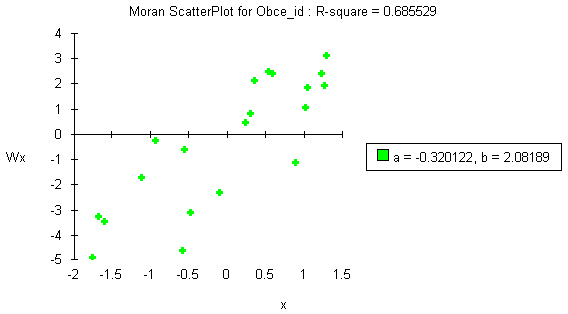 Moran ScatterPlot for Obce_id : R-square = 0.685529
4
3
2
1
0
-1
-2
-3
-4
-5
Wx
a = -0.320122, b = 2.08189
-2 -1.5 -1 -0.5 0 0.5 1 1.5
x